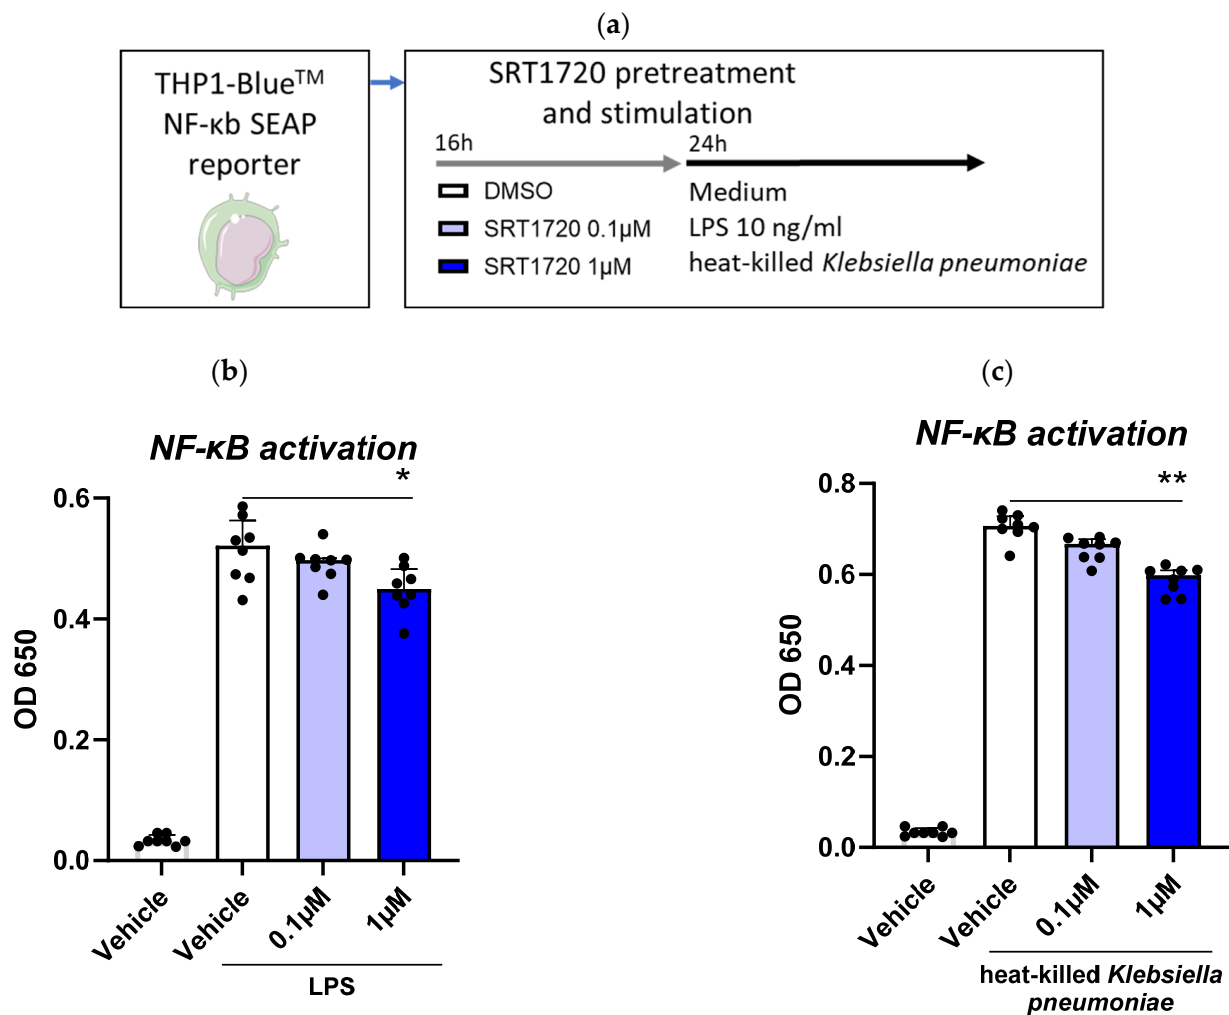 (a)
THP1-Blue™
NF-κb SEAP
reporter
SRT1720 pretreatment
and stimulation
16h
24h
DMSO
SRT1720 0.1µM
SRT1720 1µM
Medium
LPS 10 ng/ml
heat-killed Klebsiella pneumoniae
(b)
NF-κB activation
*
OD 650
0.6
0.4
0.2
0.0
Vehicle
Vehicle
0.1µM
1µM
LPS
(c)
NF-κB activation
**
OD 650
0.8
0.6
0.4
0.2
0.0
Vehicle
Vehicle
0.1µM
1µM
heat-killed Klebsiella
pneumoniae